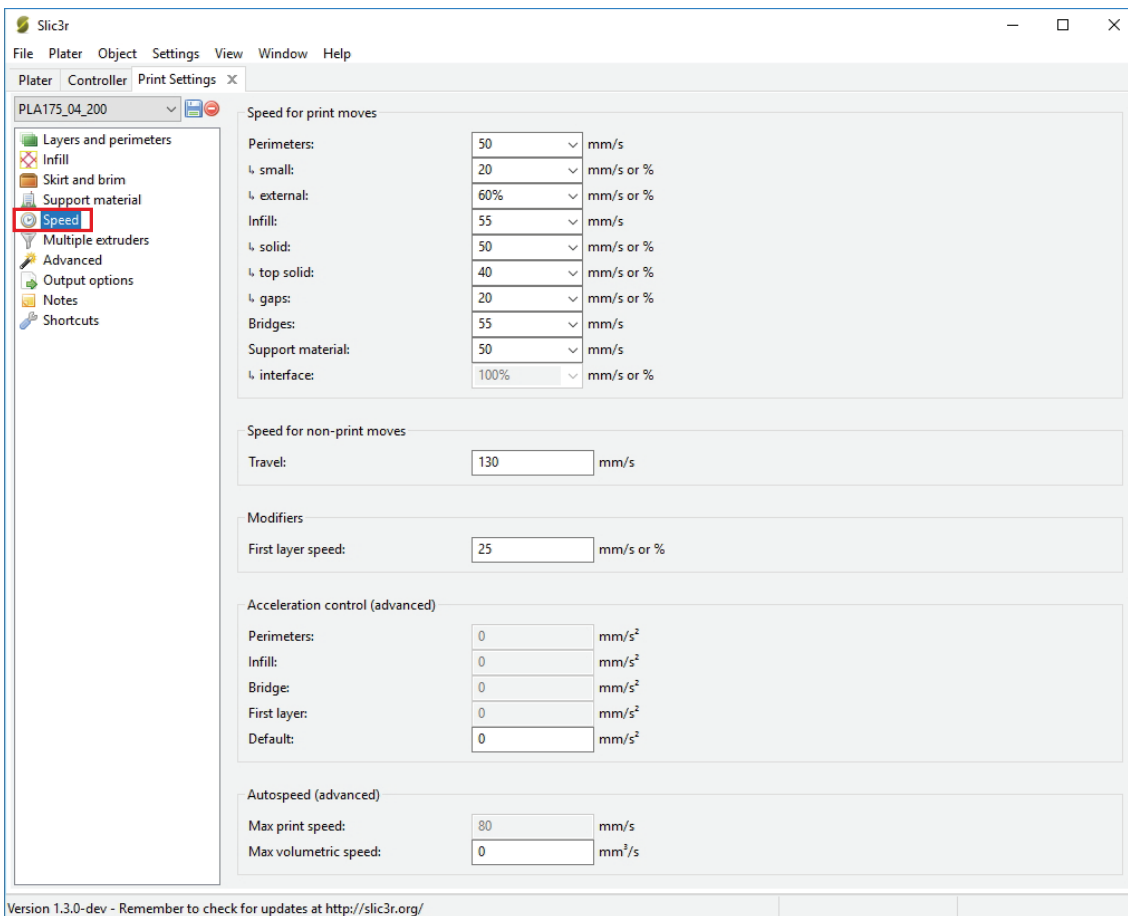 Slic3r
File Plater Object Settings View Window Help
Plater Controller Print Settings X
PLA175_04_200
Layers and perimeters
Infill
Skirt and brim
Support material
Speed
Multiple extruders
Advanced
Output options
Notes
Shortcuts
Speed for print moves
Perimeters: 50 mm/s
↳ small: 20 mm/s or %
↳ external: 60% mm/s or %
Infill: 55 mm/s
↳ solid: 50 mm/s or %
↳ top solid: 40 mm/s or %
↳ gaps: 20 mm/s or %
Bridges: 55 mm/s
Support material: 50 mm/s
↳ interface: 100% mm/s or %
Speed for non-print moves
Travel: 130 mm/s
Modifiers
First layer speed: 25 mm/s or %
Acceleration control (advanced)
Perimeters: 0 mm/s²
Infill: 0 mm/s²
Bridge: 0 mm/s²
First layer: 0 mm/s²
Default: 0 mm/s²
Autospeed (advanced)
Max print speed: 80 mm/s
Max volumetric speed: 0 mm³/s
Version 1.3.0-dev - Remember to check for updates at http://slic3r.org/